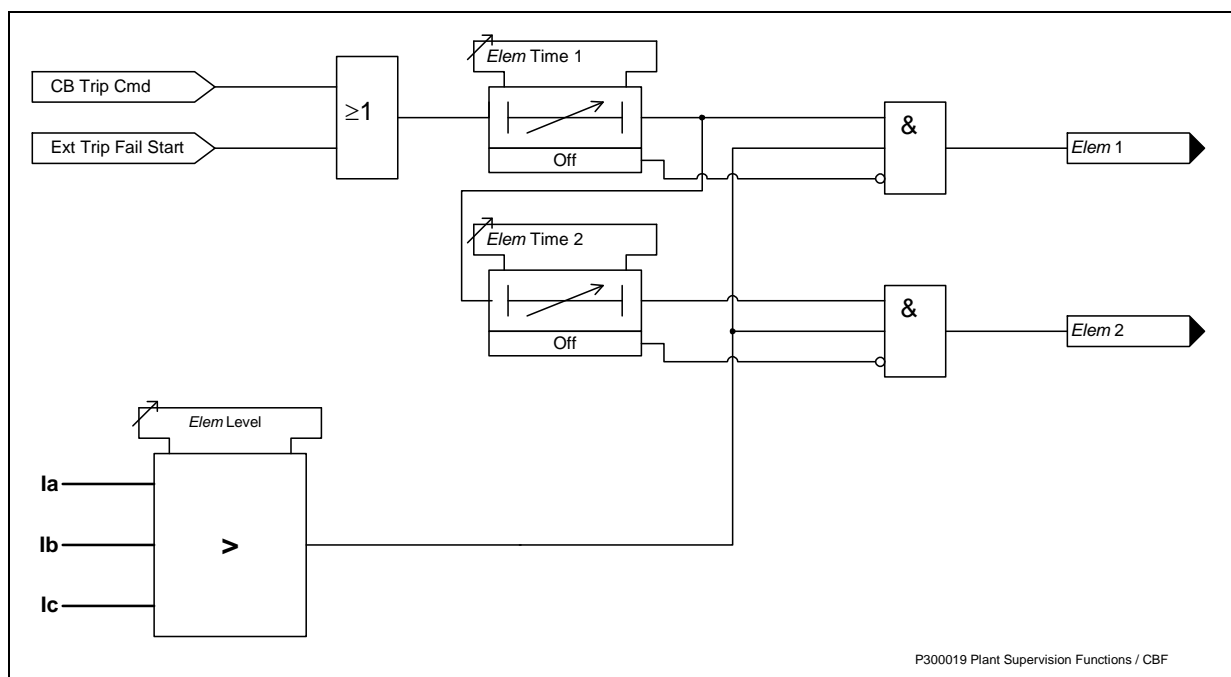 Elem Time 1
CB Trip Cmd
≥1
&
Ext Trip Fail Start
Elem 1
Off
Elem Time 2
&
Elem 2
Off
Elem Level
Ia
Ib
>
Ic
P300019 Plant Supervision Functions / CBF